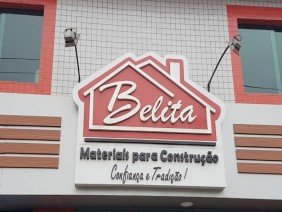 Belita
Materiais para Construção
Confiança e Tradição!